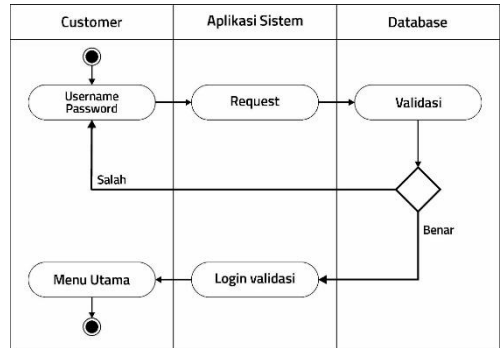 Customer
Aplikasi Sistem
Database
Username
Password
Request
Validasi
Salah
Benar
Menu Utama
Login validasi